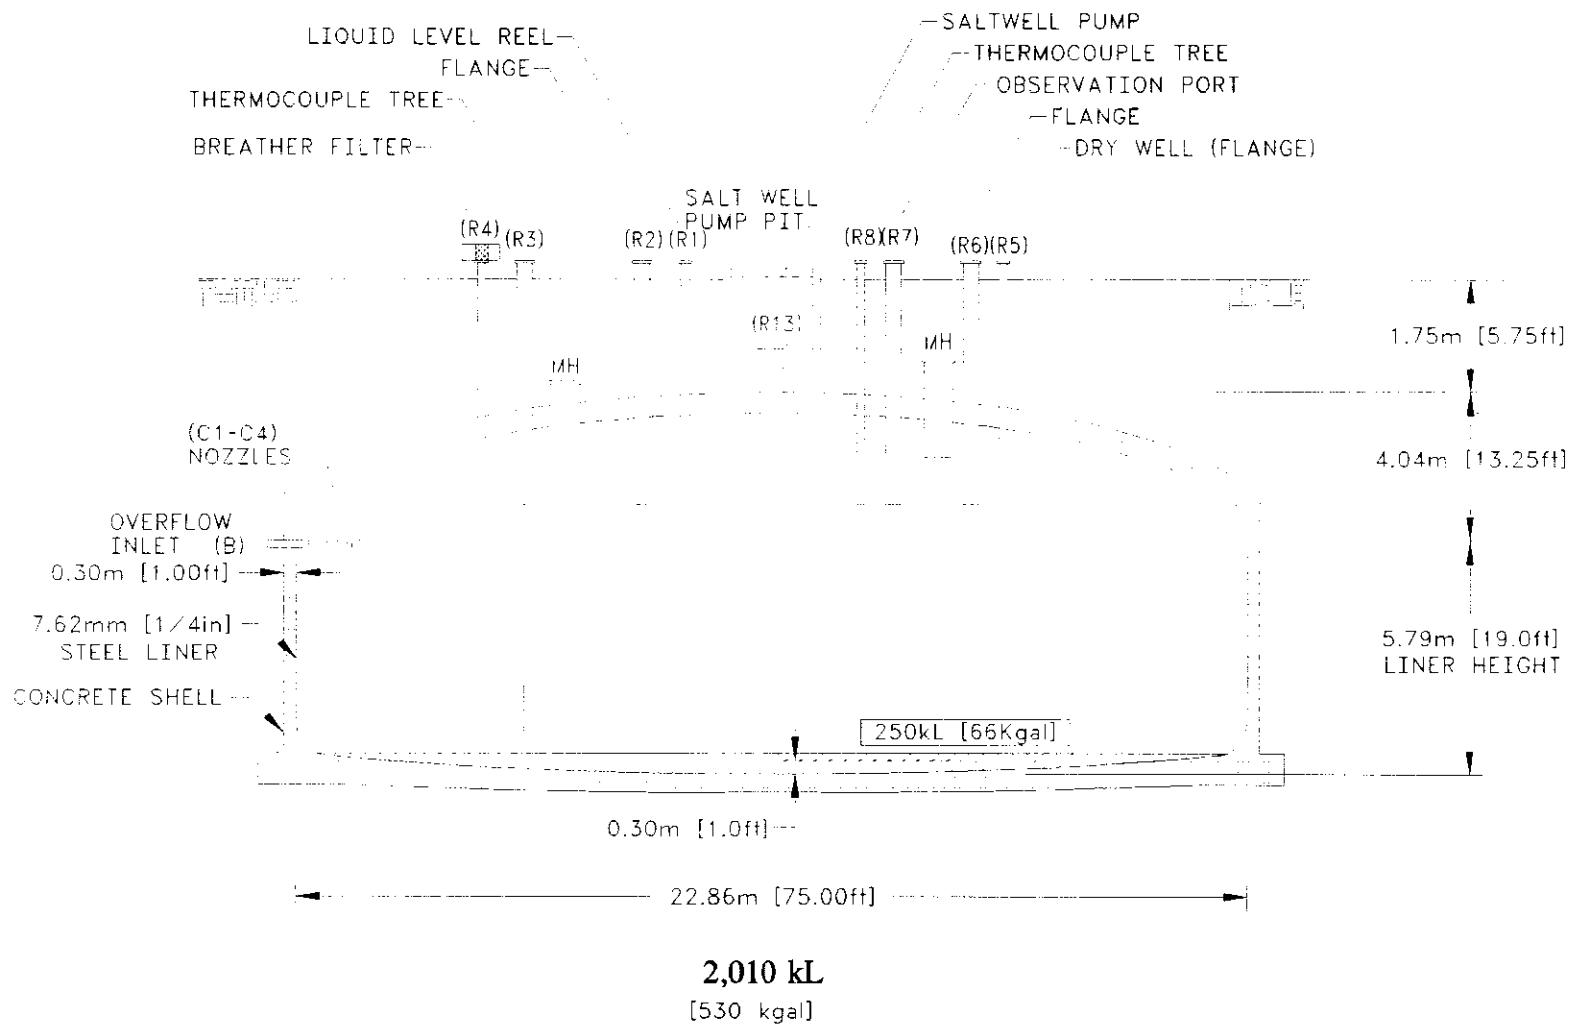 LIQUID LEVEL REEL
FLANGE
THERMOCOUPLE TREE
BREATHER FILTER
SALTWELL PUMP
THERMOCOUPLE TREE
OBSERVATION PORT
FLANGE
DRY WELL (FLANGE)
SALT WELL
PUMP PIT
(R4)
(R3)
(R2)
(R1)
(R8)
(R7)
(R6)
(R5)
(R13)
MH
MH
1.75m [5.75ft]
(C1-C4)
NOZZLES
4.04m [13.25ft]
OVERFLOW
INLET (B)
0.30m [1.00ft]
7.62mm [1/4in]
STEEL LINER
5.79m [19.0ft]
LINER HEIGHT
CONCRETE SHELL
250kL [66Kgal]
0.30m [1.0ft]
22.86m [75.00ft]
2,010 kL
[530 kgal]